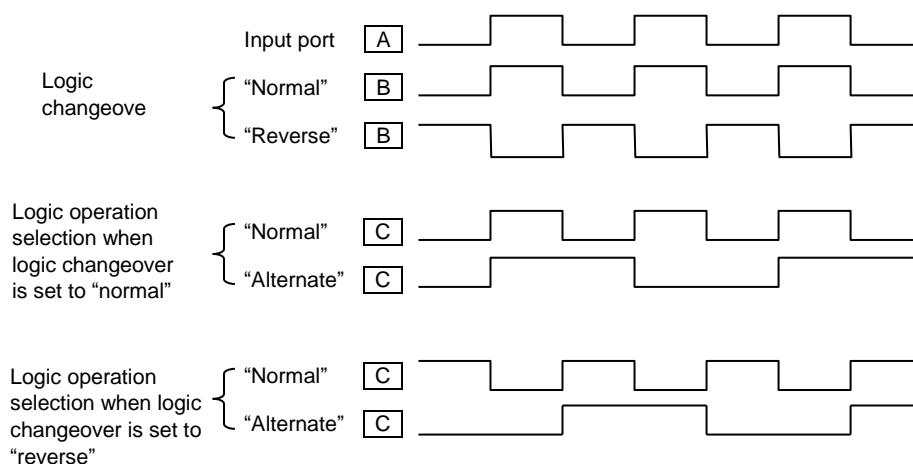 Input port A
Logic
changeove
“Normal” B
“Reverse” B
Logic operation
selection when
logic changeover
is set to “normal”
“Normal” C
“Alternate” C
Logic operation
selection when logic
changeover is set to
“reverse”
“Normal” C
“Alternate” C